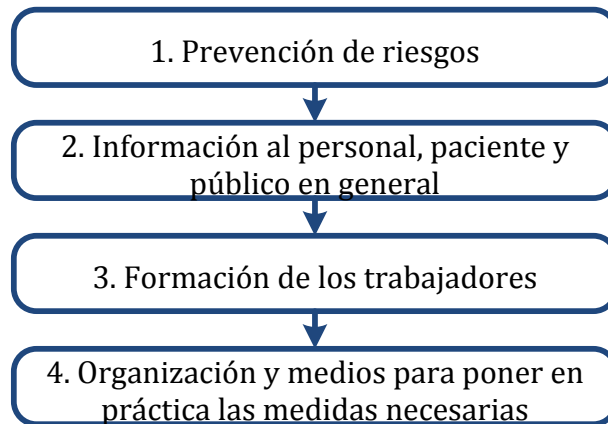 1. Prevención de riesgos
2. Información al personal, paciente y
público en general
3. Formación de los trabajadores
4. Organización y medios para poner en
práctica las medidas necesarias